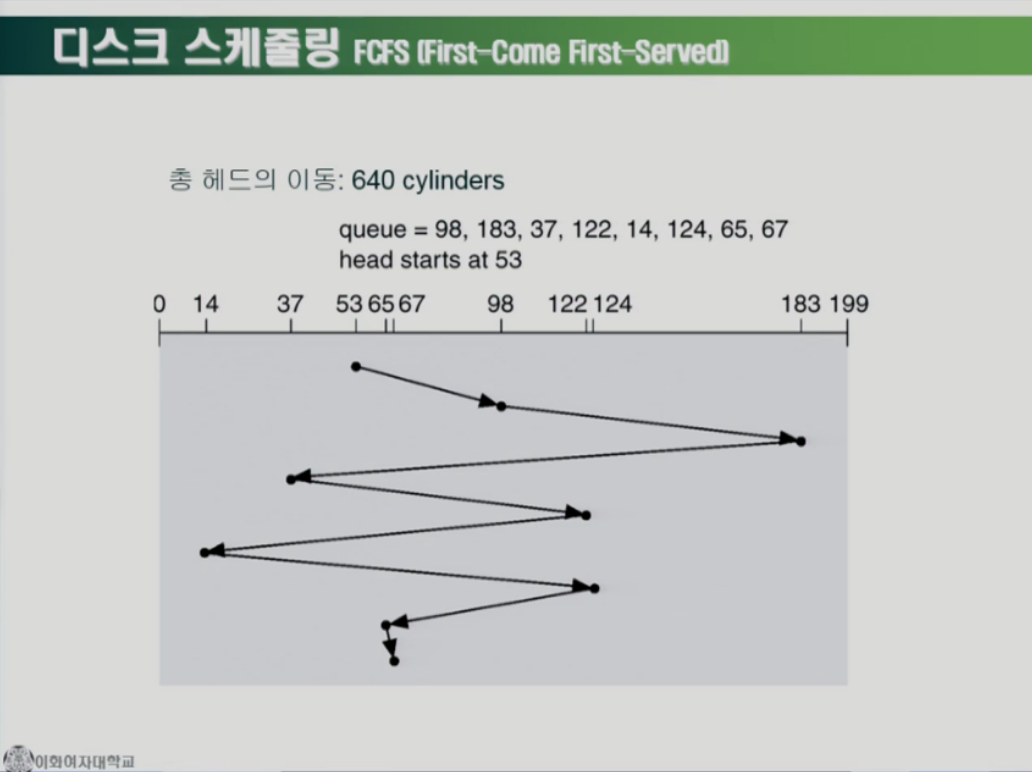 디스크 스케줄링 FCFS (First-Come First-Served)
총 헤드의 이동: 640 cylinders
queue = 98, 183, 37, 122, 14, 124, 65, 67
head starts at 53
0 14 37 53 65 67 98 122 124 183 199
이화여자대학교